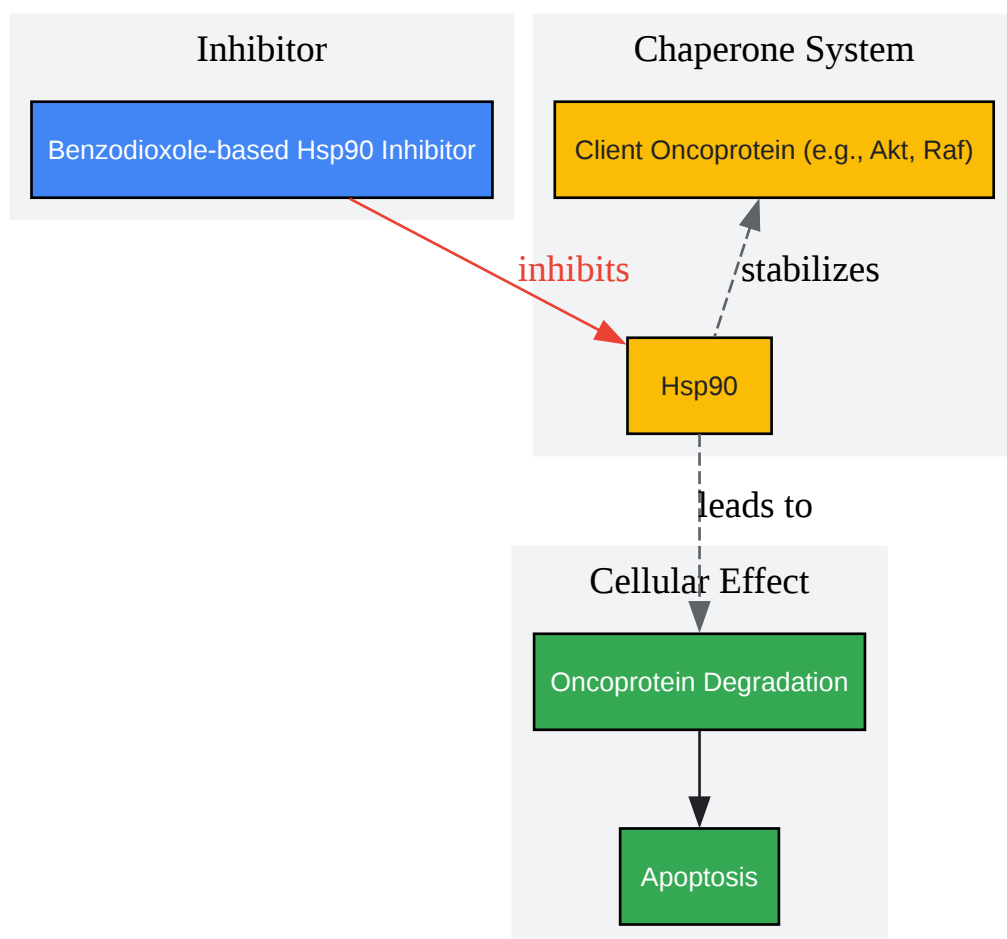 Inhibitor
Chaperone System
Benzodioxole-based Hsp90 Inhibitor
Client Oncoprotein (e.g., Akt, Raf)
inhibits
stabilizes
Hsp90
leads to
Cellular Effect
Oncoprotein Degradation
Apoptosis